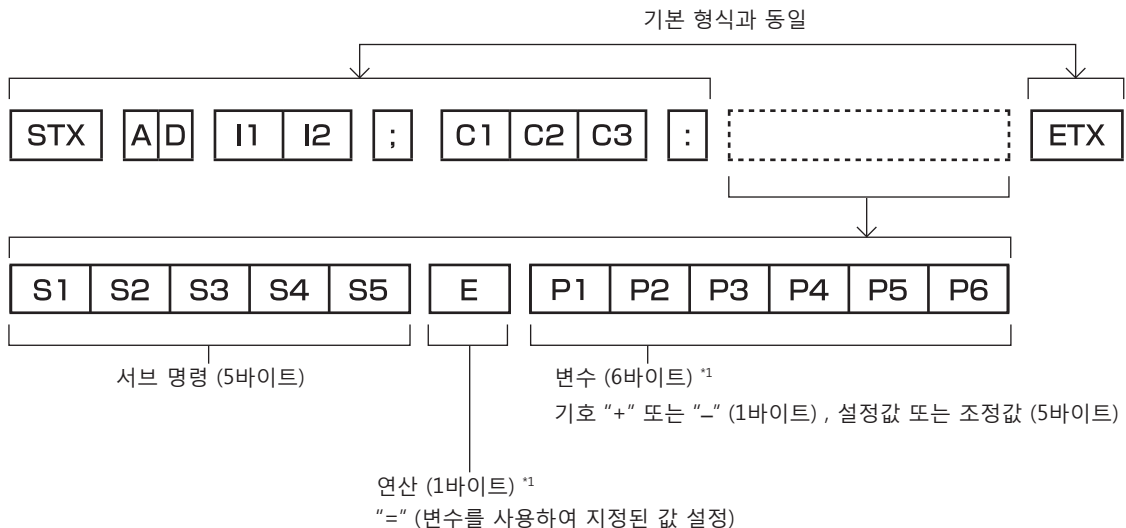 기본 형식과 동일
STX A D I1 I2 ; C1 C2 C3 : ETX
S1 S2 S3 S4 S5 E P1 P2 P3 P4 P5 P6
서브 명령 (5바이트)
변수 (6바이트) *1
기호 "+" 또는 "–" (1바이트) , 설정값 또는 조정값 (5바이트)
연산 (1바이트) *1
"=" (변수를 사용하여 지정된 값 설정)